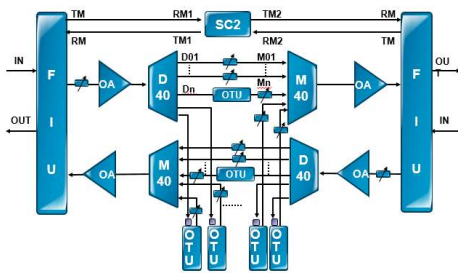 TM RM1 SC2 TM2 RM
RM TM1 RM2 TM
IN OU
T
F
I
U
OA
D
40
D01 M01
Dn OTU Mn
M
40
OA
F
I
U
OUT IN
OA
M
40
OTU
D
40
OA
........
OTU
OTU
OTU
OTU